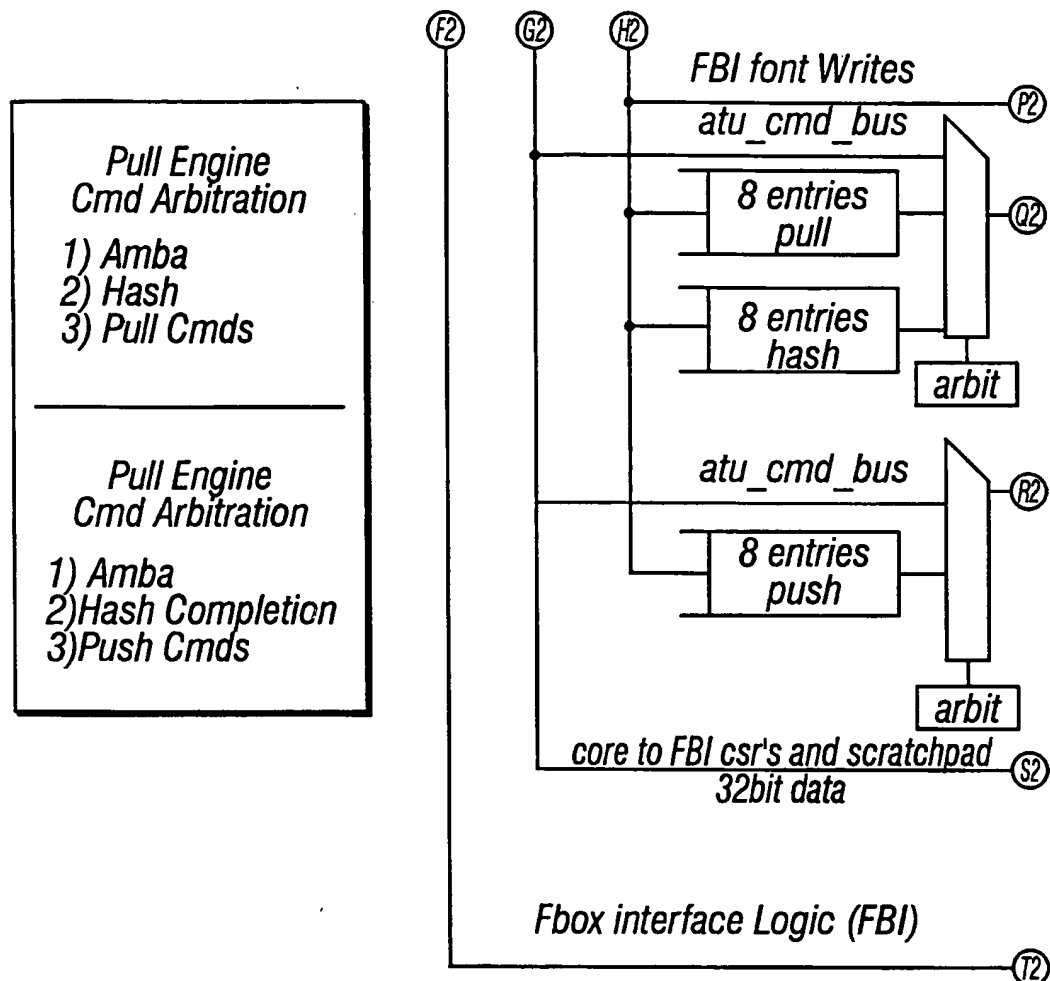 F2
G2
H2
FBI font Writes
P2
atu_cmd_bus
8 entries
pull
Q2
8 entries
hash
arbit
atu_cmd_bus
R2
8 entries
push
arbit
core to FBI csr's and scratchpad
32bit data
S2
Fbox interface Logic (FBI)
T2
Pull Engine
Cmd Arbitration
1) Amba
2) Hash
3) Pull Cmds
Pull Engine
Cmd Arbitration
1) Amba
2)Hash Completion
3)Push Cmds